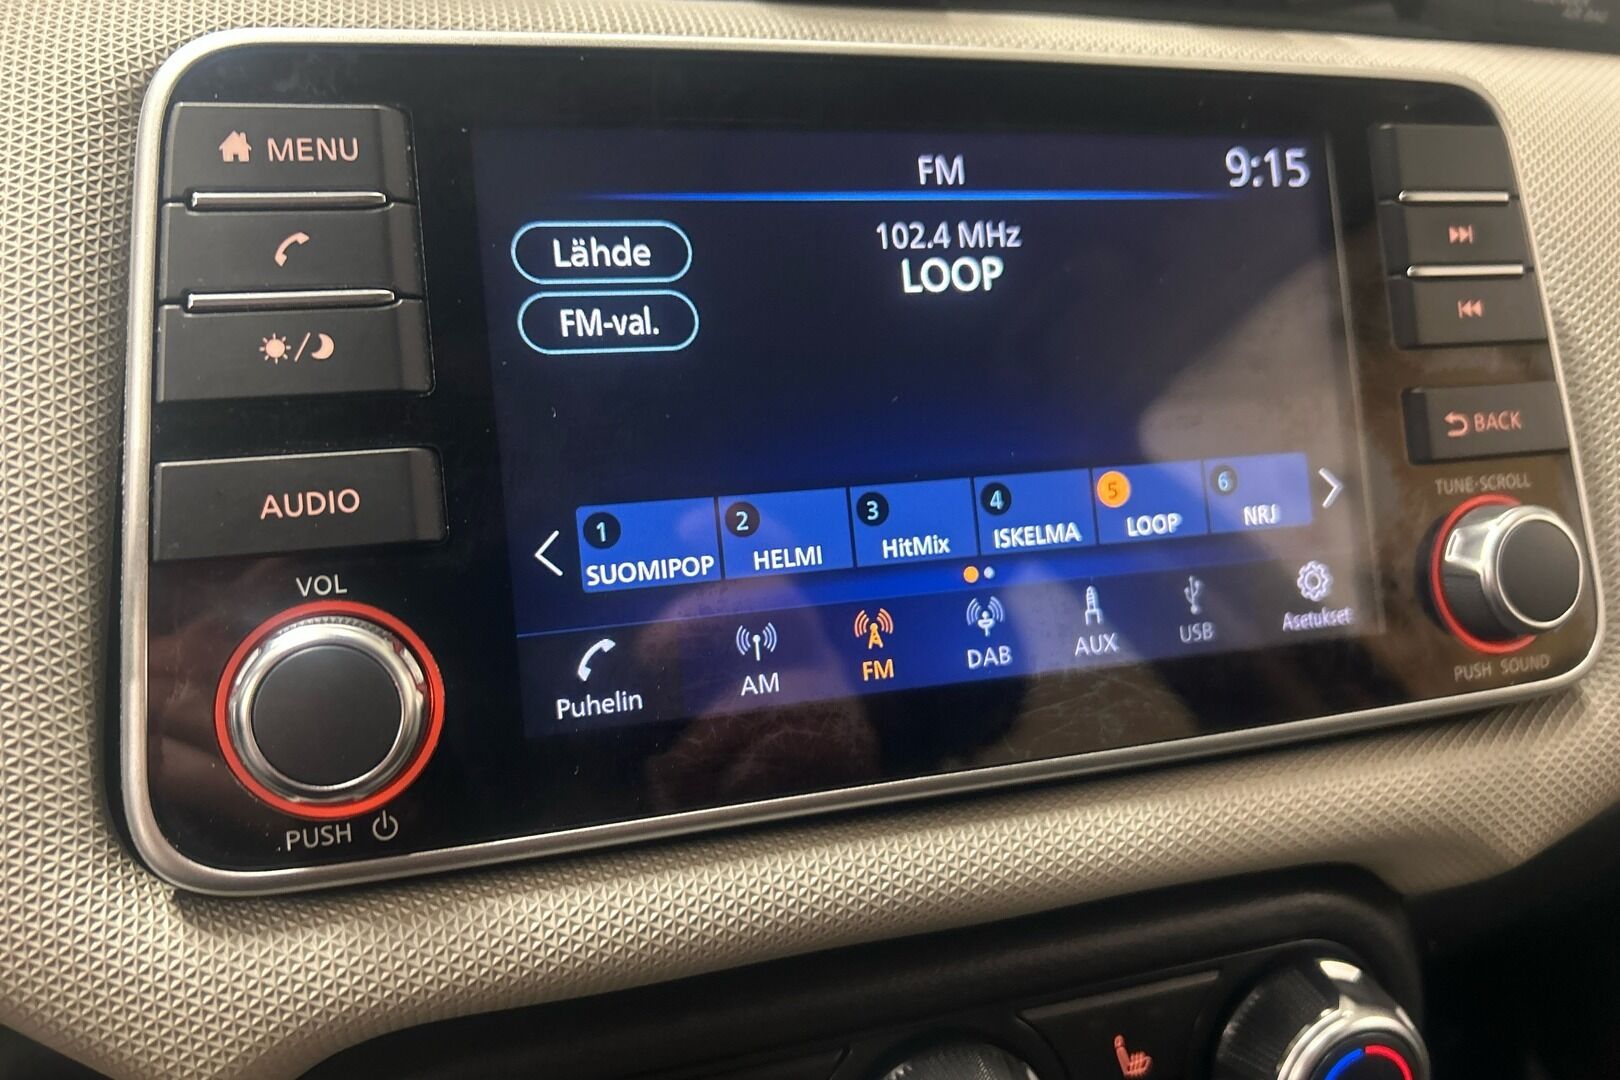 MENU
AUDIO
VOL
PUSH
FM
9:15
Lähde
FM-val.
102.4 MHz
LOOP
1 SUOMIPOP
2 HELMI
3 HitMix
4 ISKELMA
5 LOOP
6 NRJ
Puhelin
AM
FM
DAB
AUX
USB
Asetukset
BACK
TUNE·SCROLL
PUSH SOUND